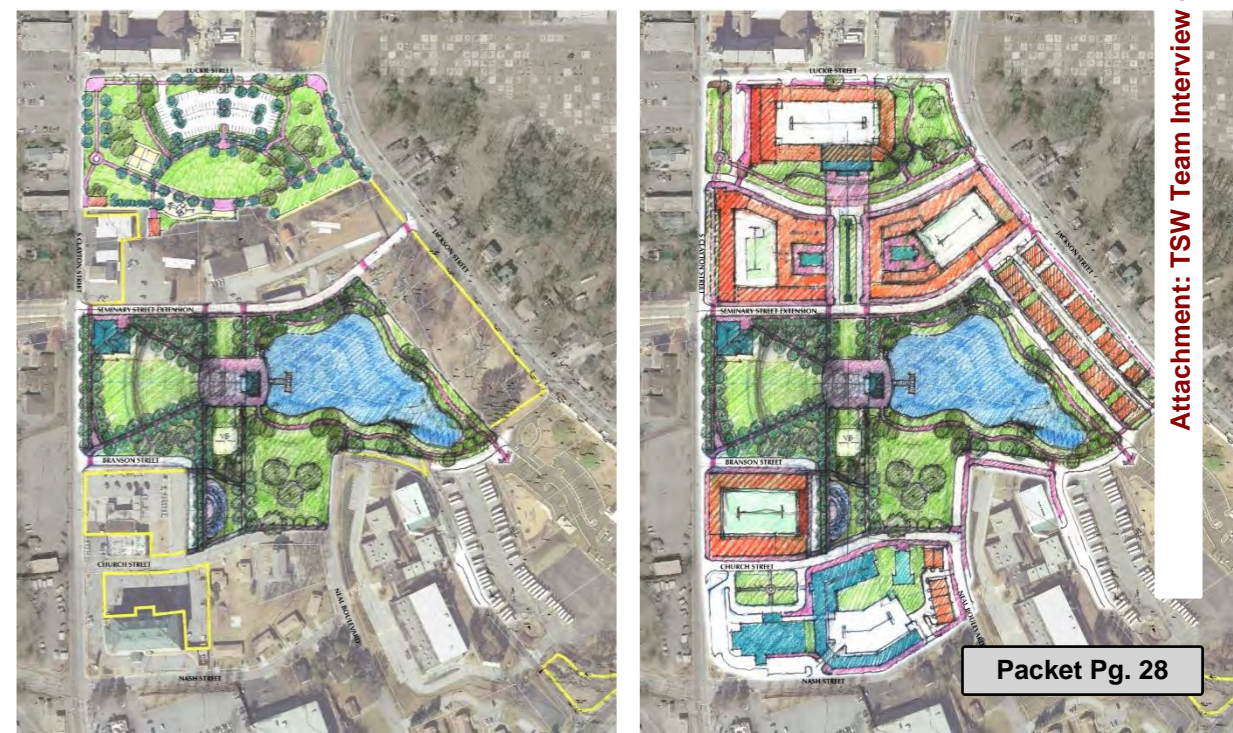 LUCKIE STREET
S CLAYTON STREET
JACKSON STREET
SEMINARY STREET EXTENSION
BRANSON STREET
CHURCH STREET
NEAL BOULEVARD
NASH STREET
LUCKIE STREET
S CLAYTON STREET
JACKSON STREET
SEMINARY STREET EXTENSION
BRANSON STREET
CHURCH STREET
NEAL BOULEVARD
NASH STREET
Attachment: TSW Team Interview
Packet Pg. 28